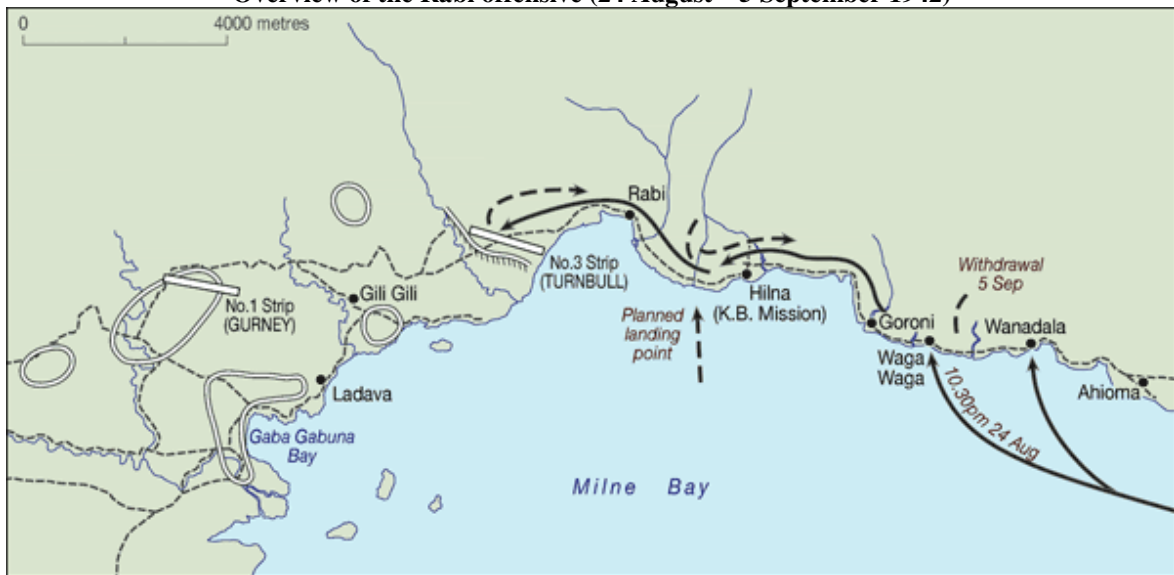 Overview of the Rabi offensive (24 August – 5 September 1942)
0
4000 metres
Rabi
No.3 Strip
(TURNBULL)
No.1 Strip
(GURNEY)
Gili Gili
Hilna
(K.B. Mission)
Withdrawal
5 Sep
Planned
landing
point
Goroni
Wanadala
Waga
Waga
Ahioma
Ladava
10.30pm 24 Aug
Gaba Gabuna
Bay
Milne Bay